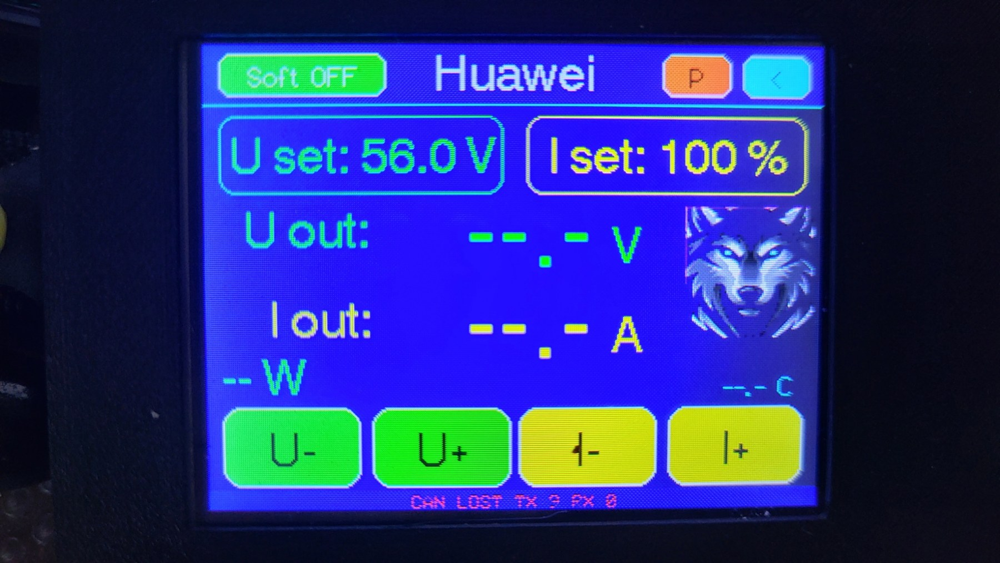 Soft OFF Huawei P <
U set: 56.0 V I set: 100 %
U out: --.- V
I out: --.- A
-- W --.- C
U- U+ I- I+
CAN LOST TX 9 RX 0